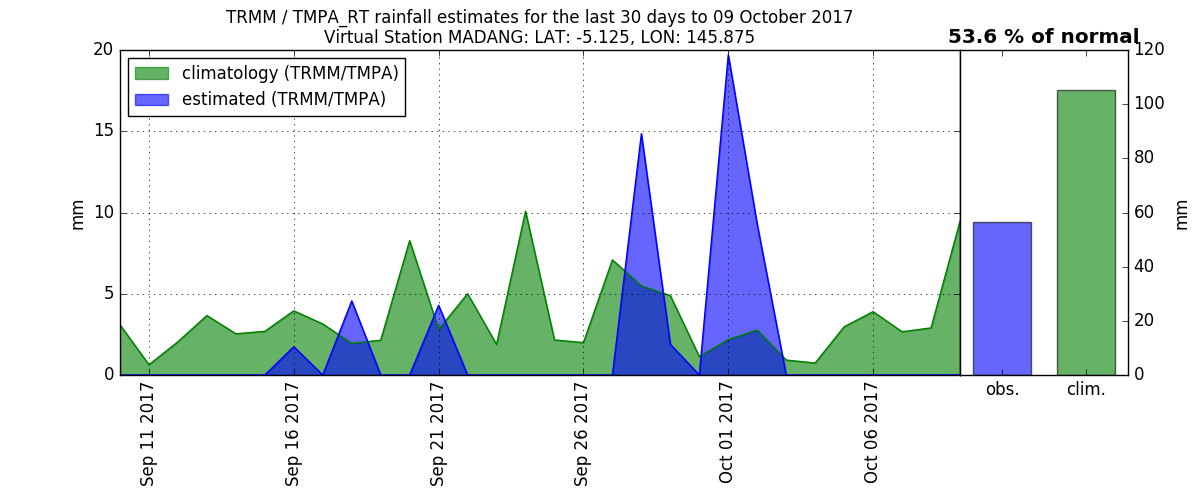 TRMM / TMPA_RT rainfall estimates for the last 30 days to 09 October 2017
Virtual Station MADANG: LAT: -5.125, LON: 145.875
53.6 % of normal
climatology (TRMM/TMPA)
estimated (TRMM/TMPA)
20
15
10
5
0
mm
Sep 11 2017
Sep 16 2017
Sep 21 2017
Sep 26 2017
Oct 01 2017
Oct 06 2017
120
100
80
60
40
20
0
mm
obs.
clim.